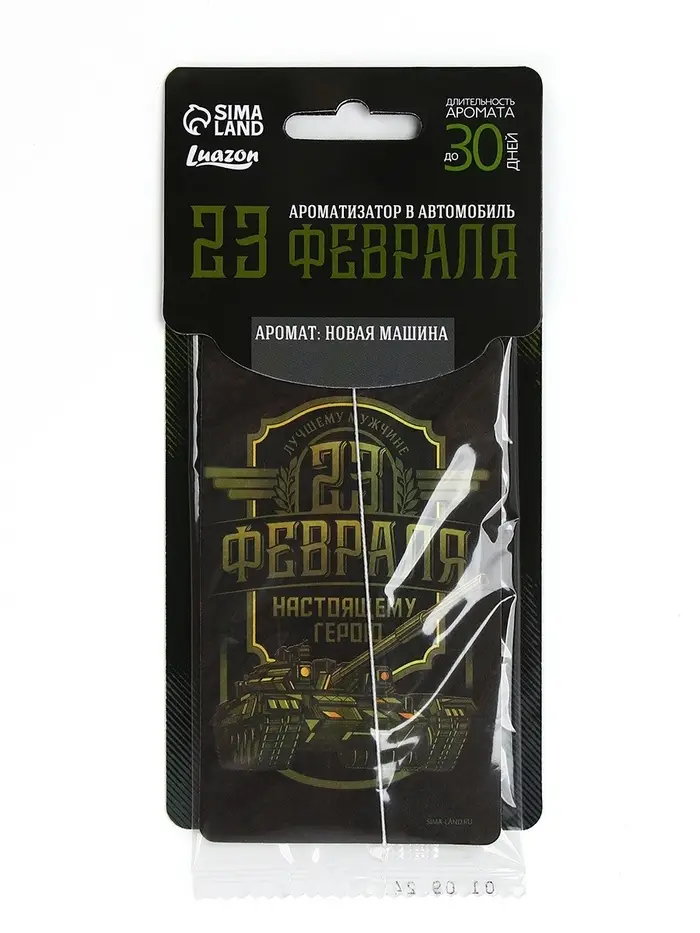 SIMA
LAND
Luazon
ДЛИТЕЛЬНОСТЬ
АРОМАТА
ДО 30 ДНЕЙ
АРОМАТИЗАТОР В АВТОМОБИЛЬ
23 ФЕВРАЛЯ
АРОМАТ: НОВАЯ МАШИНА
ЛУЧШЕМУ МУЖЧИНЕ
23
ФЕВРАЛЯ
НАСТОЯЩЕМУ
ГЕРОЮ
SIMA-LAND.RU
01 09 24